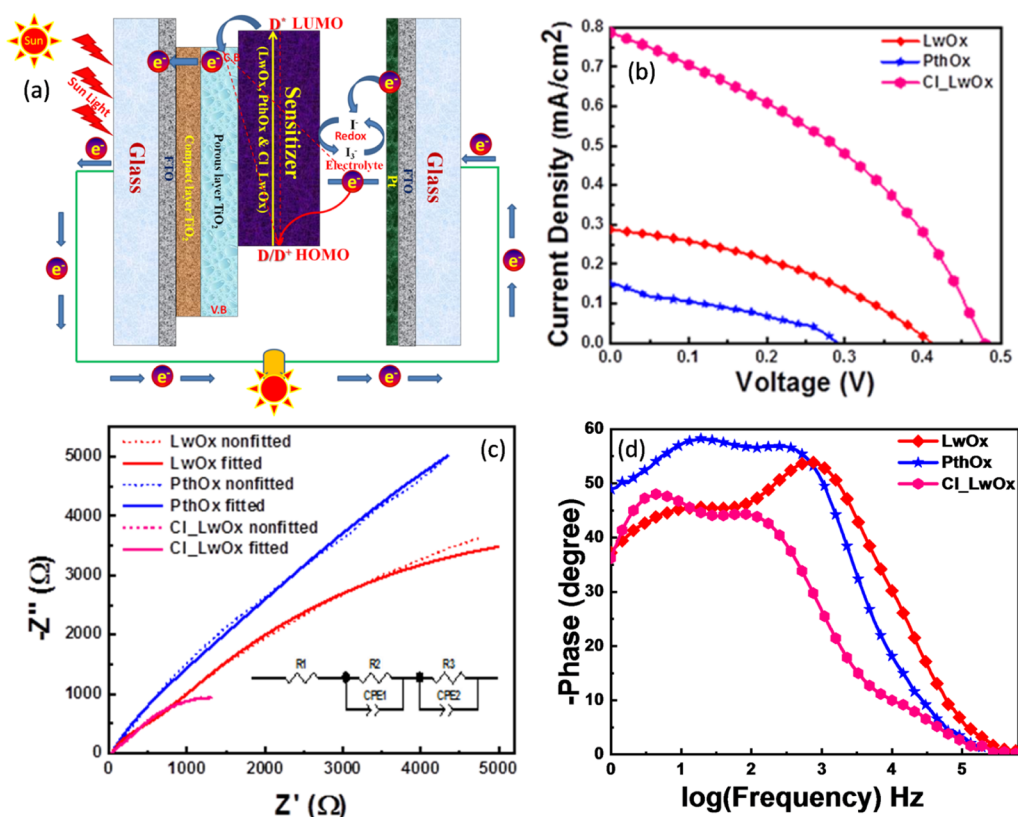 (a)
Sun
Sun Light
e-
e-
e-
e-
e-
e-
e-
e-
e-
e-
e-
Glass
FTO
Compact layer TiO2
Porous layer TiO2
C.B
V.B
D* LUMO
Sensitizer
(LwOx, PthOx & Cl_LwOx)
D/D+ HOMO
I-
Redox
I3-
Electrolyte
Pt
FTO
Glass
(b)
LwOx
PthOx
Cl_LwOx
Current Density (mA/cm2)
0.8
0.7
0.6
0.5
0.4
0.3
0.2
0.1
0.0
0.0 0.1 0.2 0.3 0.4 0.5
Voltage (V)
(c)
LwOx nonfitted
LwOx fitted
PthOx nonfitted
PthOx fitted
Cl_LwOx nonfitted
Cl_LwOx fitted
-Z'' (Ω)
-5000
-4000
3000
2000
1000
0
0 1000 2000 3000 4000 5000
Z' (Ω)
R1 R2 R3
CPE1 CPE2
(d)
LwOx
PthOx
Cl_LwOx
-Phase (degree)
60
50
40
30
20
10
0
0 1 2 3 4 5
log(Frequency) Hz